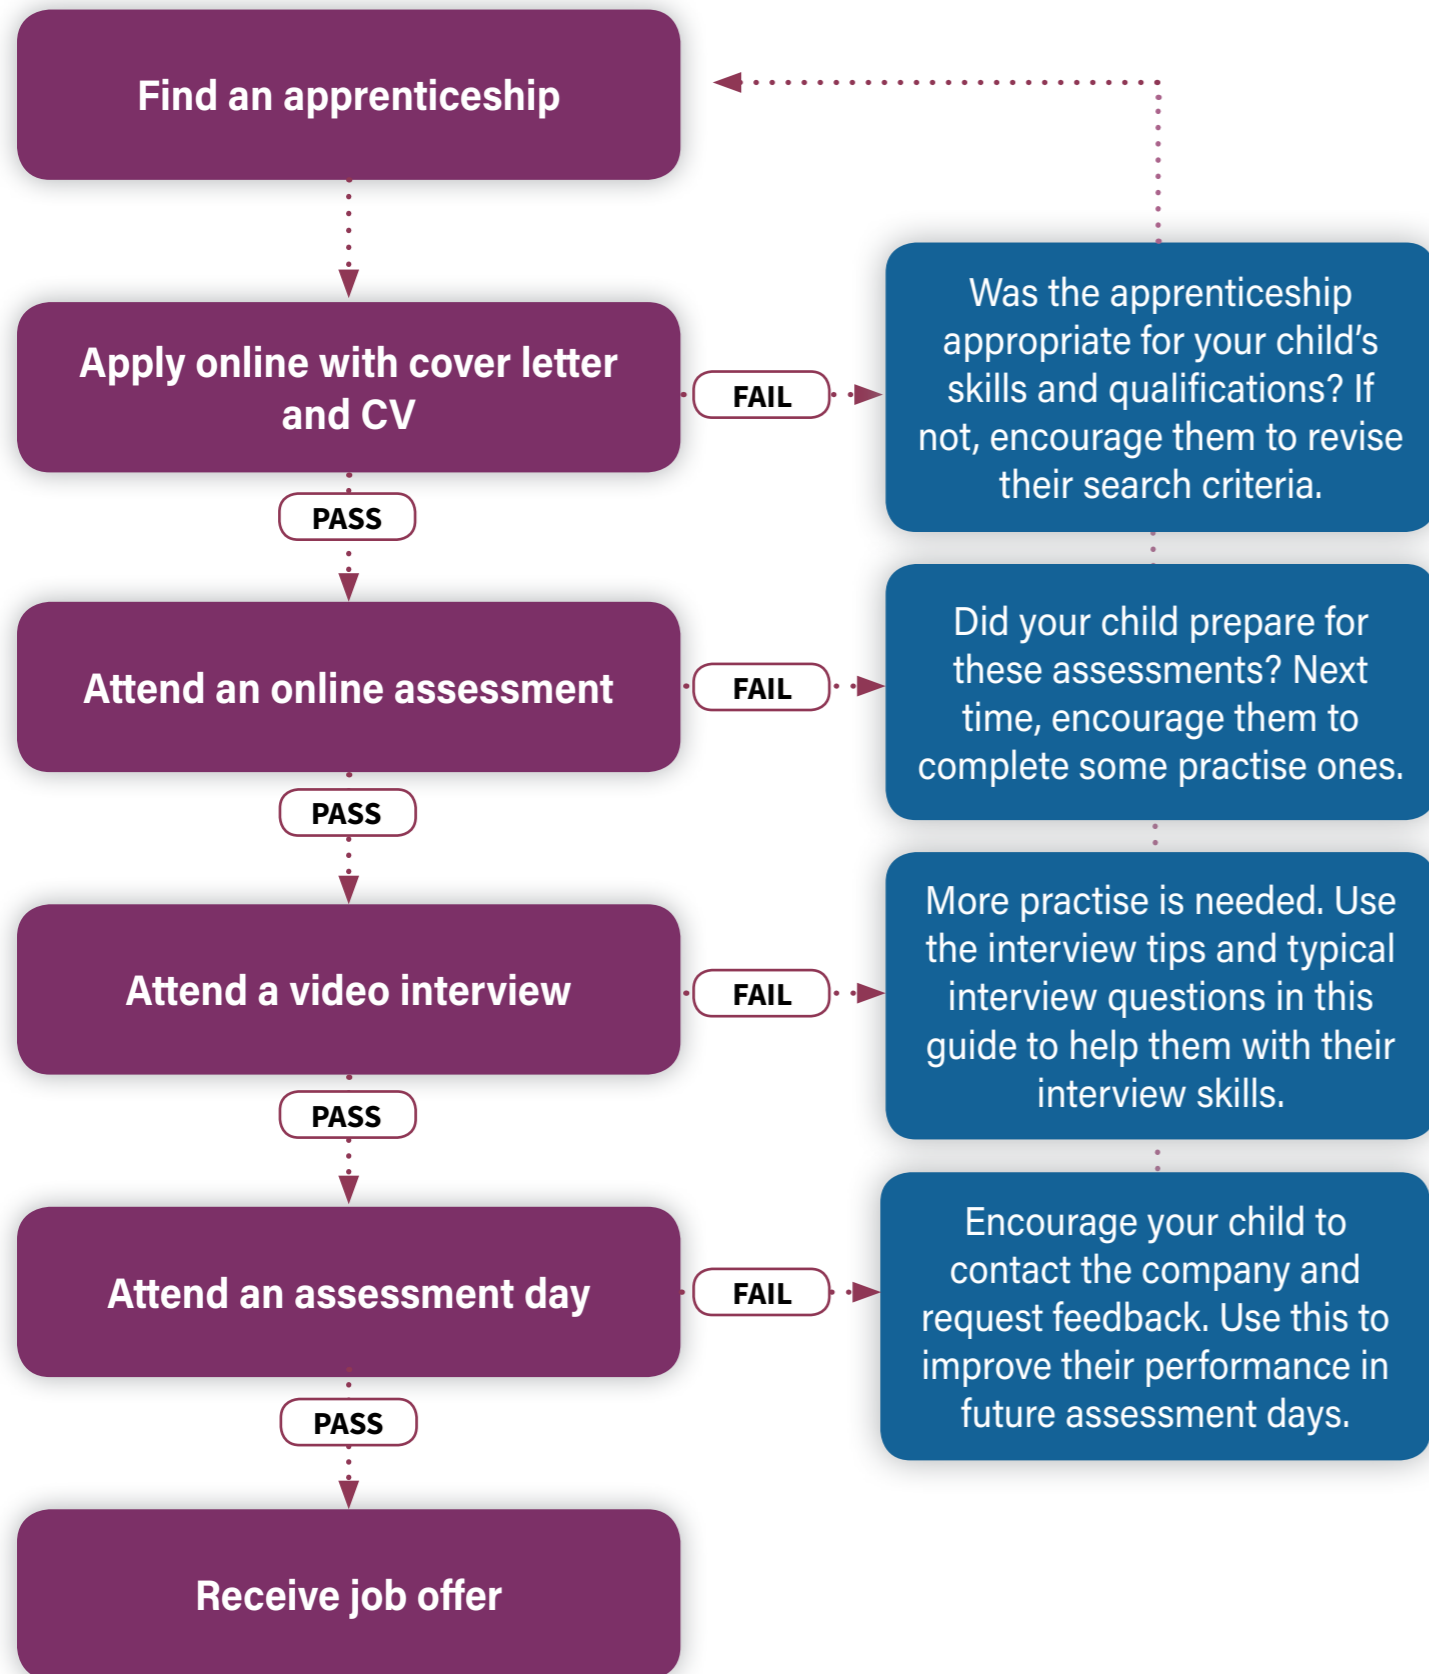 Find an apprenticeship
Apply online with cover letter
and CV
FAIL
Was the apprenticeship
appropriate for your child's
skills and qualifications? If
not, encourage them to revise
their search criteria.
PASS
Attend an online assessment
FAIL
Did your child prepare for
these assessments? Next
time, encourage them to
complete some practise ones.
PASS
Attend a video interview
FAIL
More practise is needed. Use
the interview tips and typical
interview questions in this
guide to help them with their
interview skills.
PASS
Attend an assessment day
FAIL
Encourage your child to
contact the company and
request feedback. Use this to
improve their performance in
future assessment days.
PASS
Receive job offer